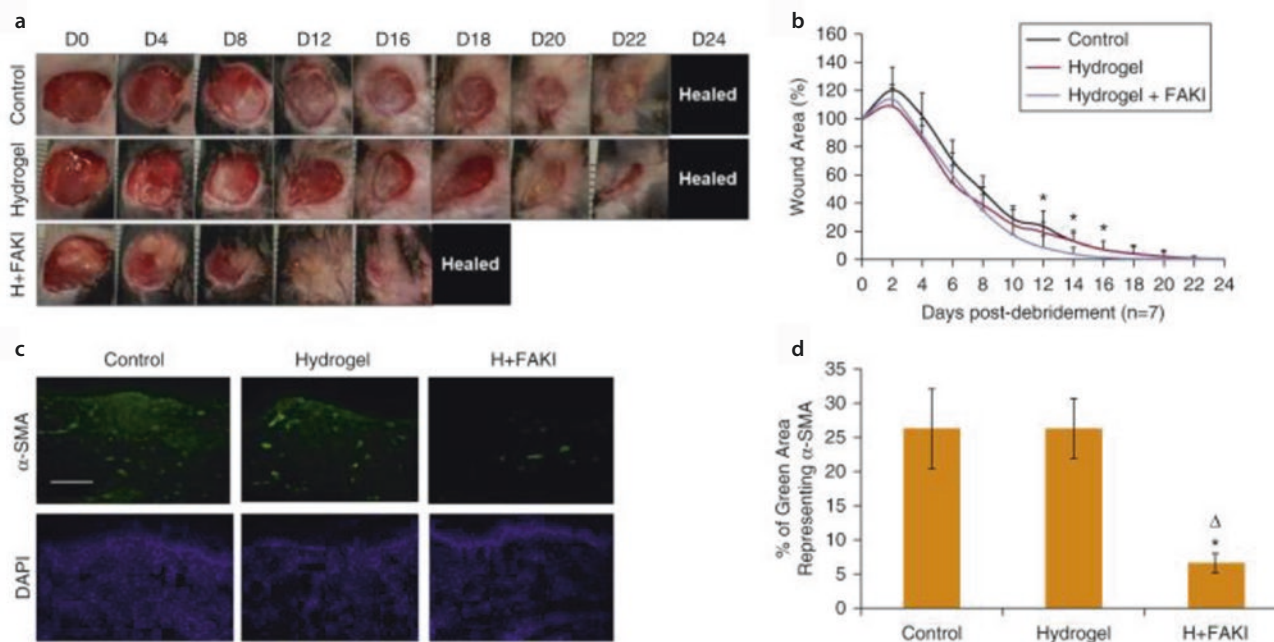 a
D0 D4 D8 D12 D16 D18 D20 D22 D24
Control
Healed
Hydrogel
Healed
H+FAKI
Healed
b
Wound Area (%)
160
140
120
100
80
60
40
20
0
Control
Hydrogel
Hydrogel + FAKI
* * *
0 2 4 6 8 10 12 14 16 18 20 22 24
Days post-debridement (n=7)
c
Control Hydrogel H+FAKI
α-SMA
DAPI
d
% of Green Area
Representing α-SMA
35
30
25
20
15
10
5
0
Δ
*
Control Hydrogel H+FAKI